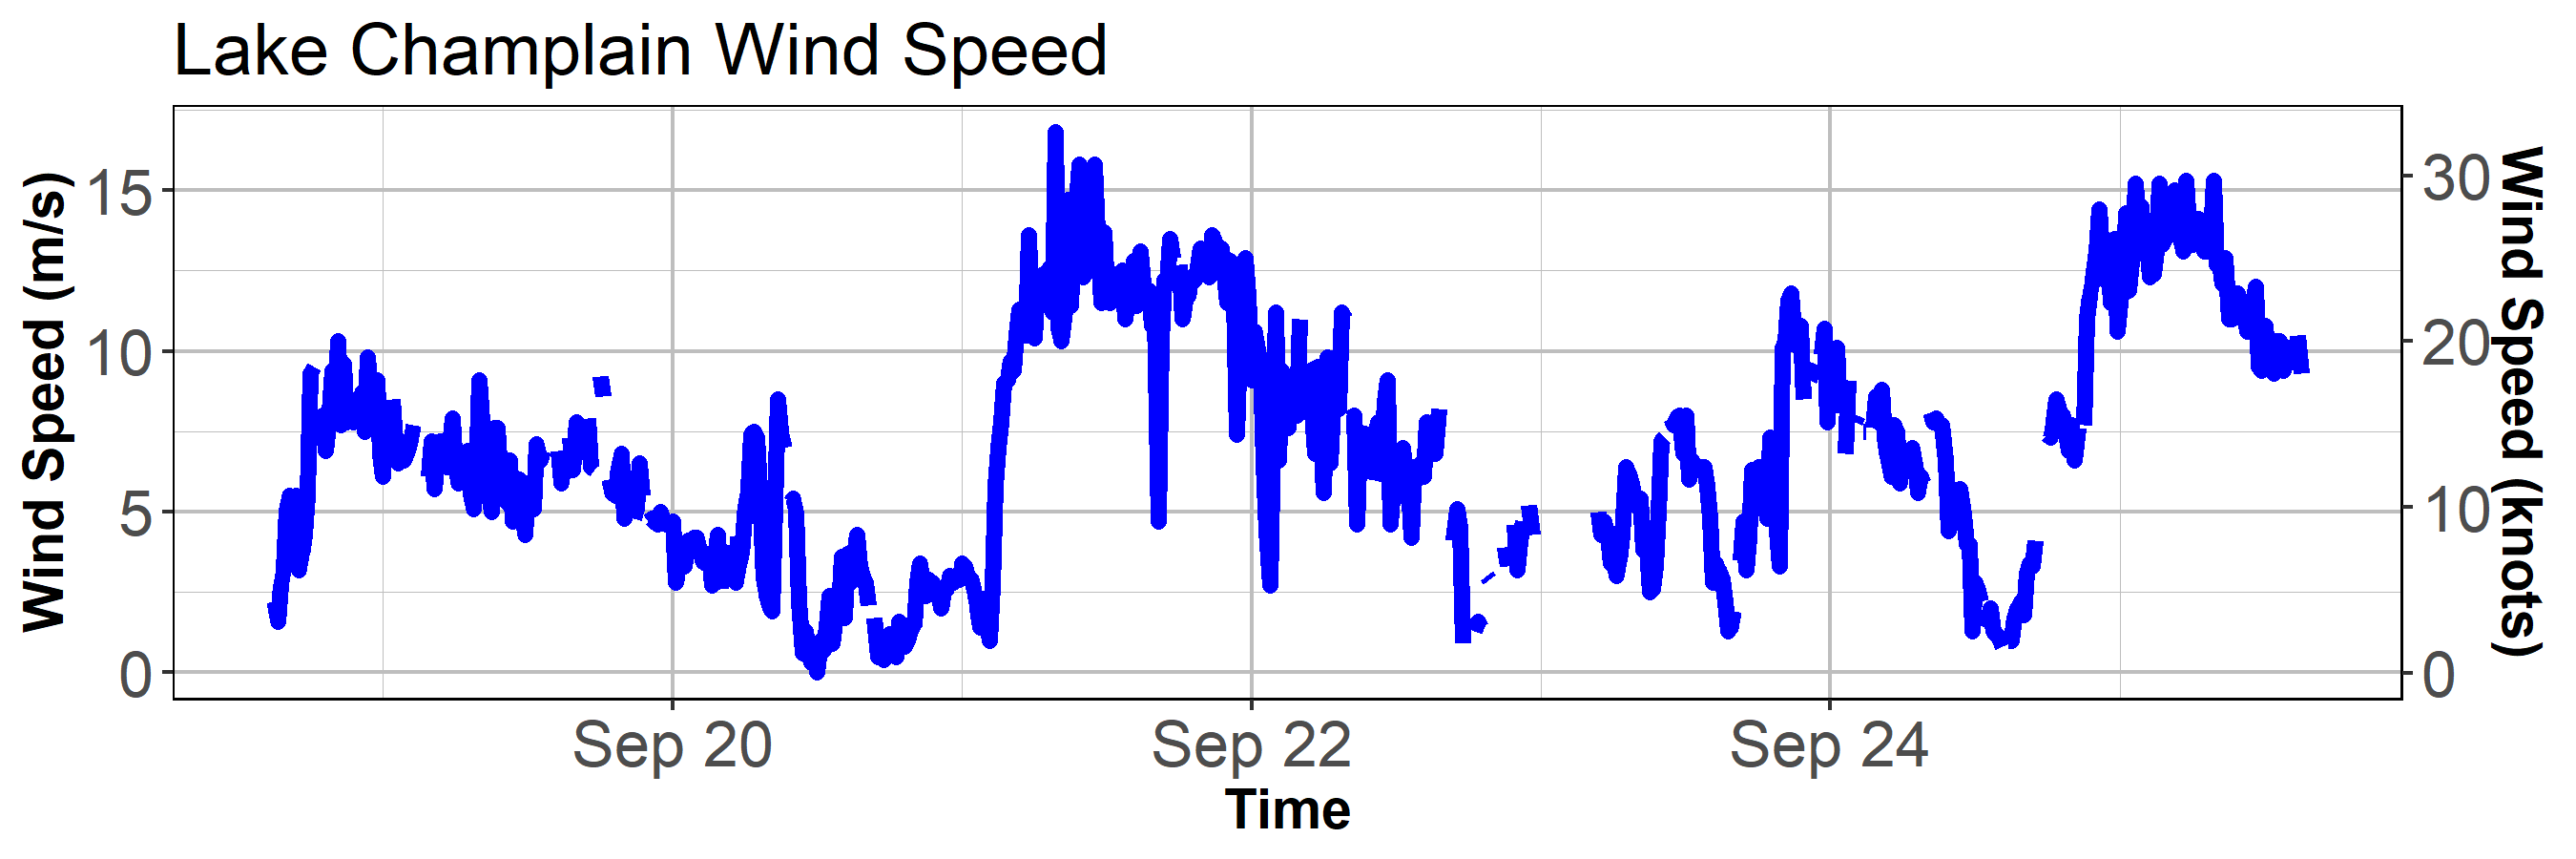 Lake Champlain Wind Speed
Wind Speed (m/s)
15
10
5
0
30
20
10
0
Wind Speed (knots)
Sep 20 Sep 22 Sep 24
Time